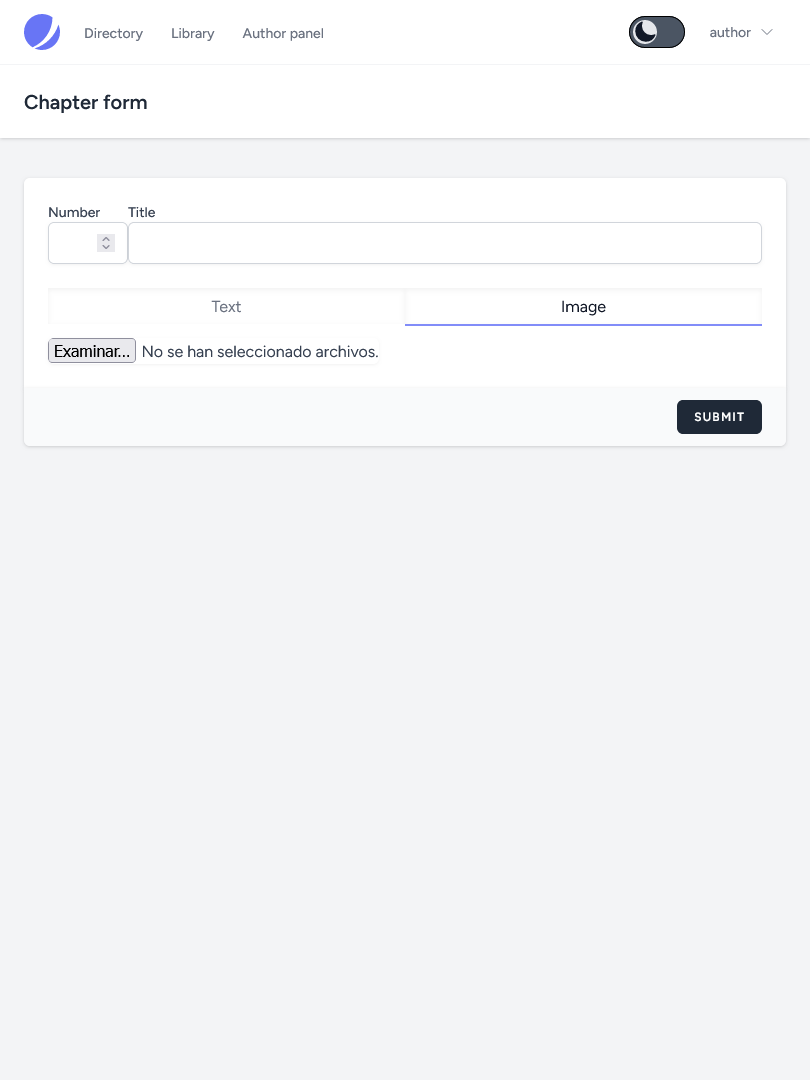 Directory Library Author panel author
Chapter form
Number Title
Text Image
Examinar... No se han seleccionado archivos.
SUBMIT